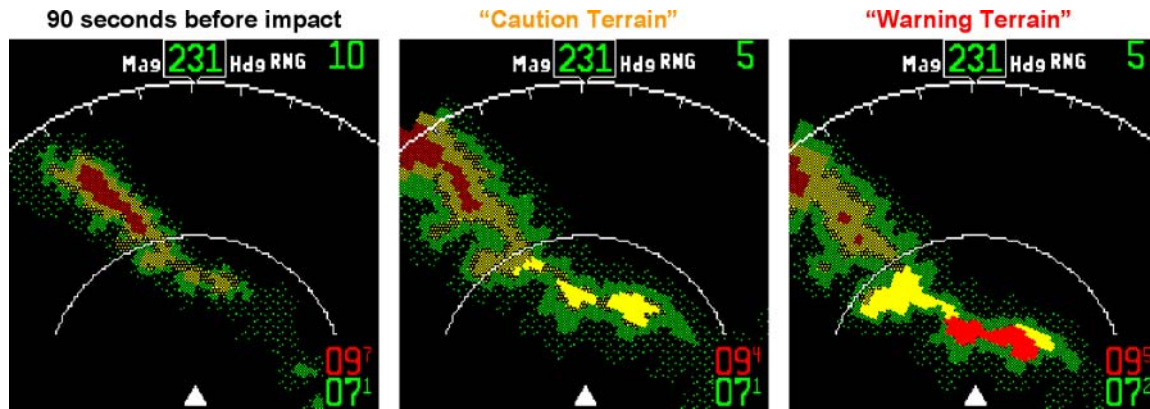 90 seconds before impact
Mag 231 Hdg RNG 10
09⁷
07¹
“Caution Terrain”
Mag 231 Hdg RNG 5
09⁴
07¹
“Warning Terrain”
Mag 231 Hdg RNG 5
09⁵
07²